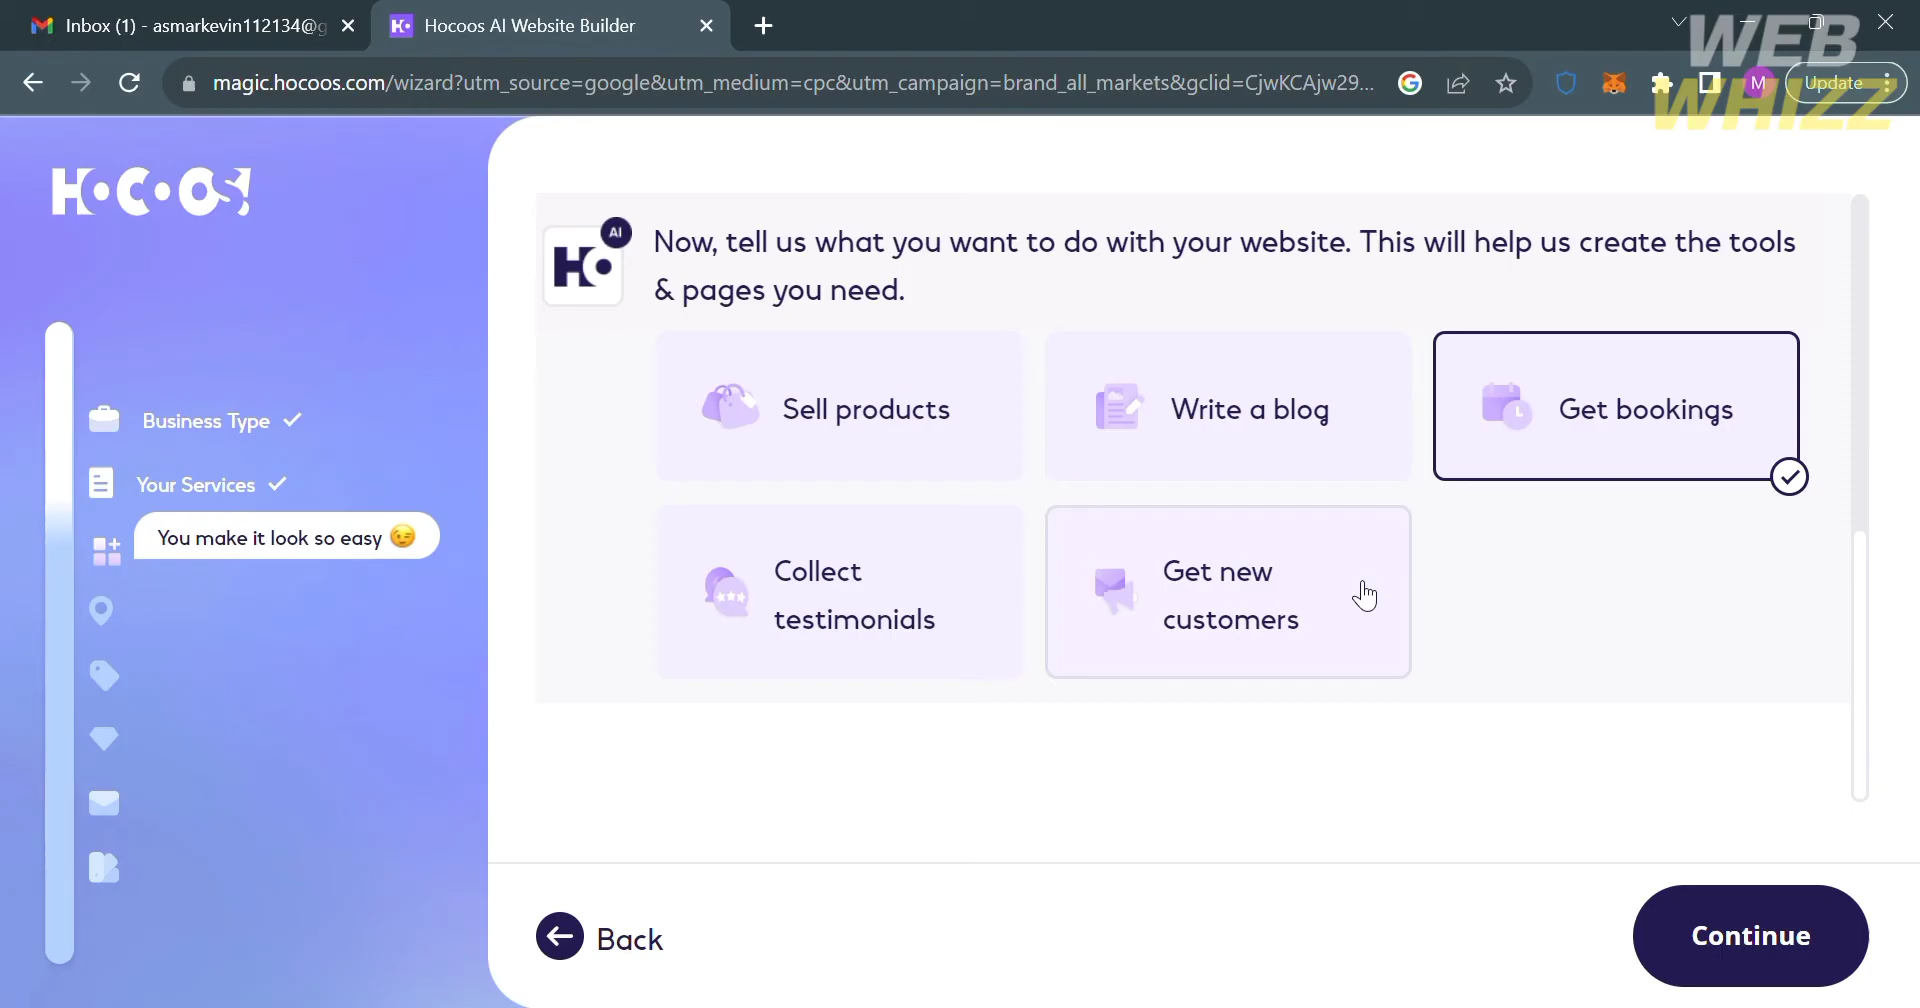 Inbox (1) - asmarkevin112134@g
Hocoos AI Website Builder
magic.hocoos.com/wizard?utm_source=google&utm_medium=cpc&utm_campaign=brand_all_markets&gclid=CjwKCAjw29...
M
Update
WEB
WHIZZ
HOCOOS!
Business Type
Your Services
You make it look so easy 😉
HO
AI
Now, tell us what you want to do with your website. This will help us create the tools
& pages you need.
Sell products
Write a blog
Get bookings
Collect
testimonials
Get new
customers
Back
Continue